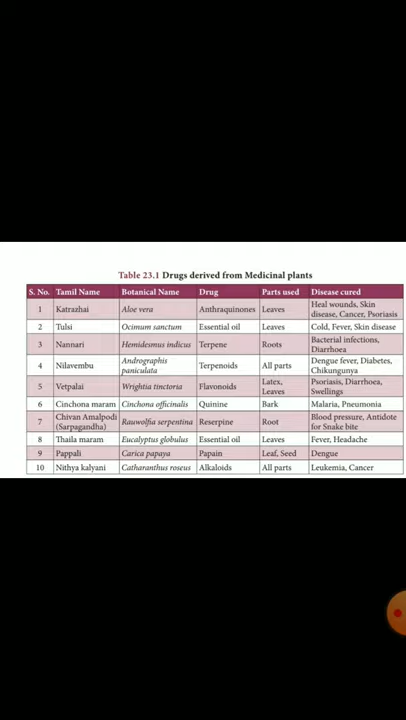 Table 23.1 Drugs derived from Medicinal plants
S. No. Tamil Name Botanical Name Drug Parts used Disease cured
1 Katrazhai Aloe vera Anthraquinones Leaves Heal wounds, Skin disease, Cancer, Psoriasis
2 Tulsi Ocimum sanctum Essential oil Leaves Cold, Fever, Skin disease
3 Nannari Hemidesmus indicus Terpene Roots Bacterial infections, Diarrhoea
4 Nilavembu Andrographis paniculata Terpenoids All parts Dengue fever, Diabetes, Chikungunya
5 Vetpalai Wrightia tinctoria Flavonoids Latex, Leaves Psoriasis, Diarrhoea, Swellings
6 Cinchona maram Cinchona officinalis Quinine Bark Malaria, Pneumonia
7 Chivan Amalpodi (Sarpagandha) Rauwolfia serpentina Reserpine Root Blood pressure, Antidote for Snake bite
8 Thaila maram Eucalyptus globulus Essential oil Leaves Fever, Headache
9 Pappali Carica papaya Papain Leaf, Seed Dengue
10 Nithya kalyani Catharanthus roseus Alkaloids All parts Leukemia, Cancer